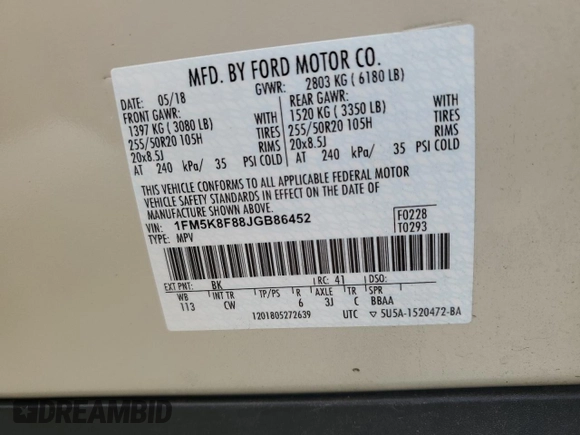 MFD. BY FORD MOTOR CO.
DATE: 05/18 GVWR: 2803 KG ( 6180 LB)
FRONT GAWR: REAR GAWR:
1397 KG ( 3080 LB) WITH 1520 KG ( 3350 LB) WITH
255/50R20 105H TIRES 255/50R20 105H TIRES
20x8.5J RIMS 20x8.5J RIMS
AT 240 kPa/ 35 PSI COLD AT 240 kPa/ 35 PSI COLD
THIS VEHICLE CONFORMS TO ALL APPLICABLE FEDERAL MOTOR
VEHICLE SAFETY STANDARDS IN EFFECT ON THE DATE OF
MANUFACTURE SHOWN ABOVE.
VIN: 1FM5K8F88JGB86452 F0228
TYPE: MPV T0293
EXT PNT: BK RC: 41 DSO:
WB INT TR TP/PS R AXLE TR SPR
113 CW 6 3J C BBAA
1201805272639 UTC ▽ 5U5A-1520472-BA
DREAMBID